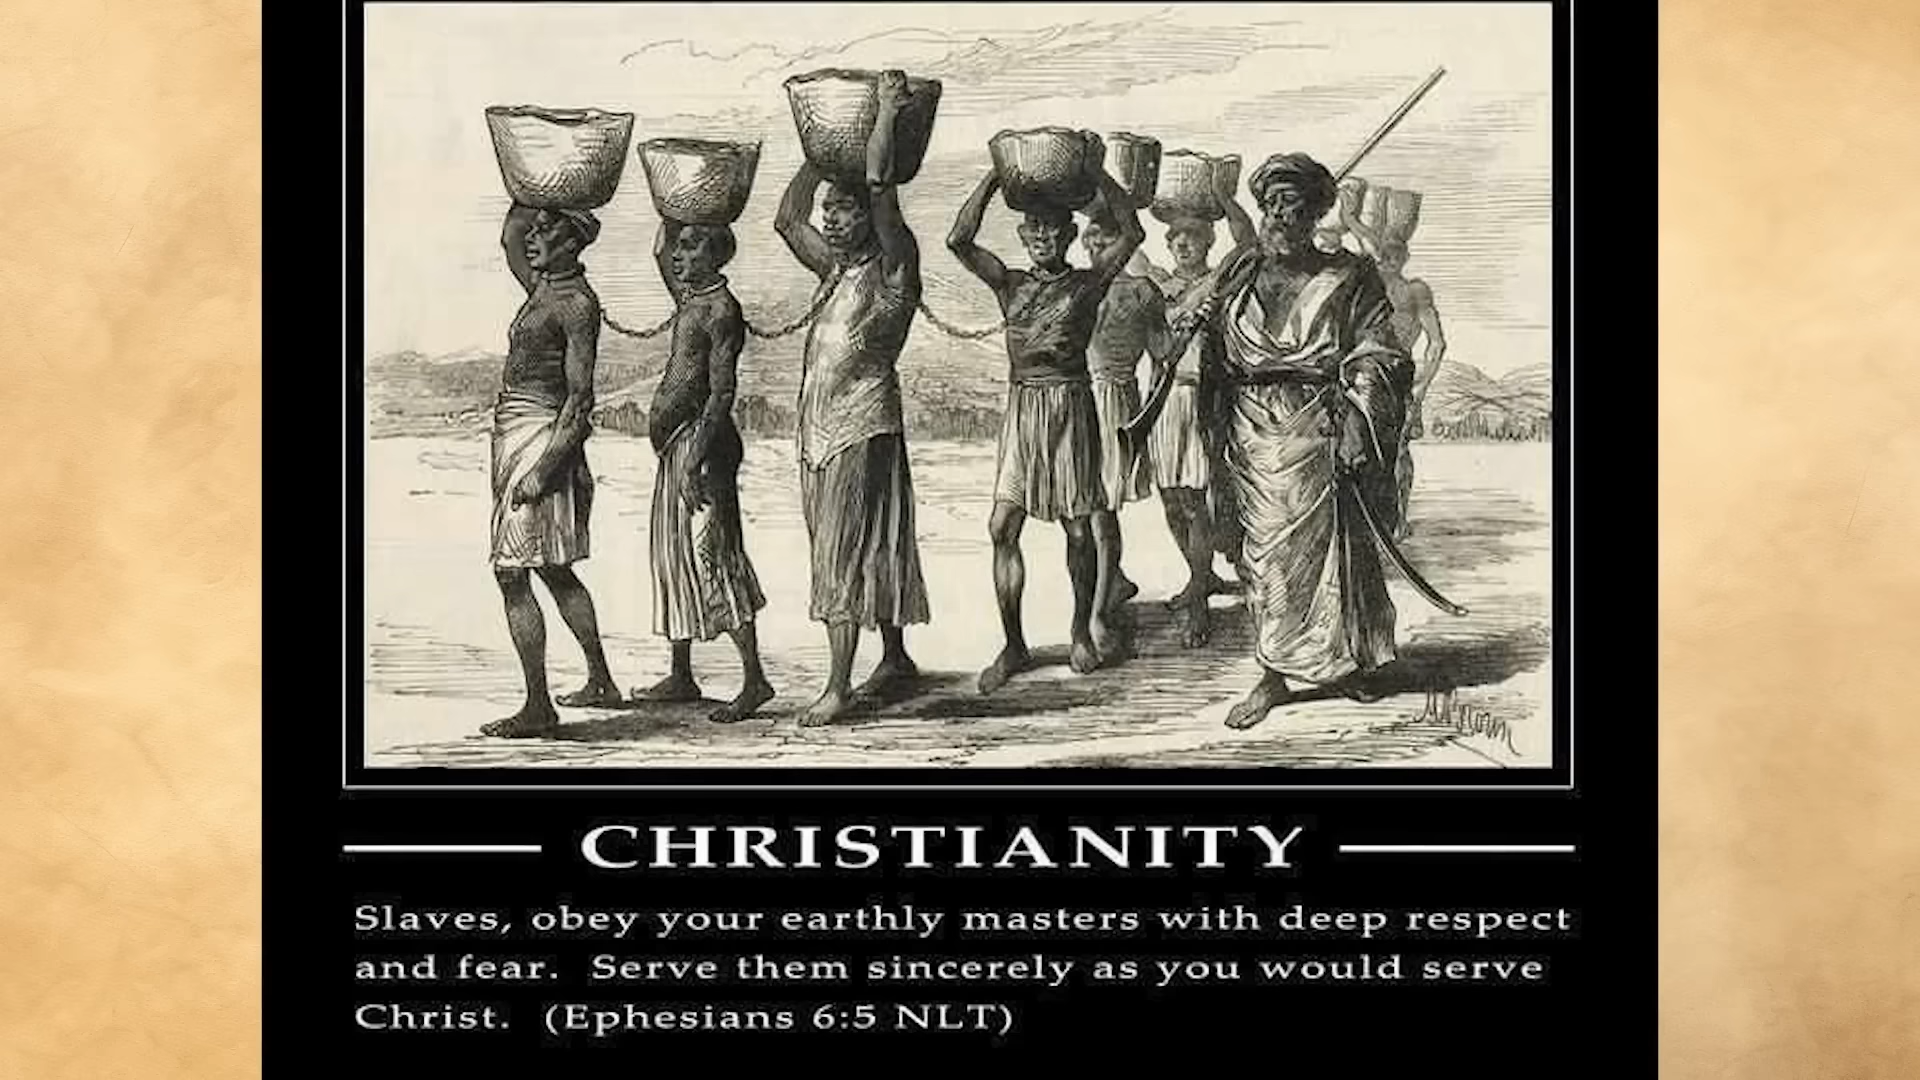 CHRISTIANITY
Slaves, obey your earthly masters with deep respect
and fear. Serve them sincerely as you would serve
Christ. (Ephesians 6:5 NLT)